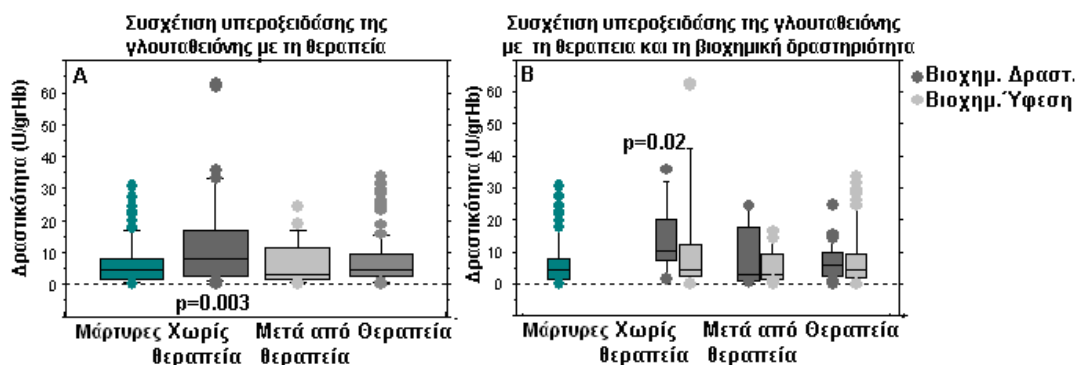 Συσχέτιση υπεροξειδάσης της
γλουταθειόνης με τη θεραπεία
A
Δραστικότητα (U/grHb)
60
50
40
30
20
10
0
p=0.003
Μάρτυρες Χωρίς θεραπεία Μετά από θεραπεία Θεραπεία
Συσχέτιση υπεροξειδάσης της γλουταθειόνης
με τη θεραπεια και τη βιοχημική δραστηριότητα
B
Δραστικότητα (U/grHb)
60
50
40
30
20
10
0
p=0.02
Μάρτυρες Χωρίς θεραπεία Μετά από θεραπεία Θεραπεία
Βιοχημ. Δραστ.
Βιοχημ. Ύφεση